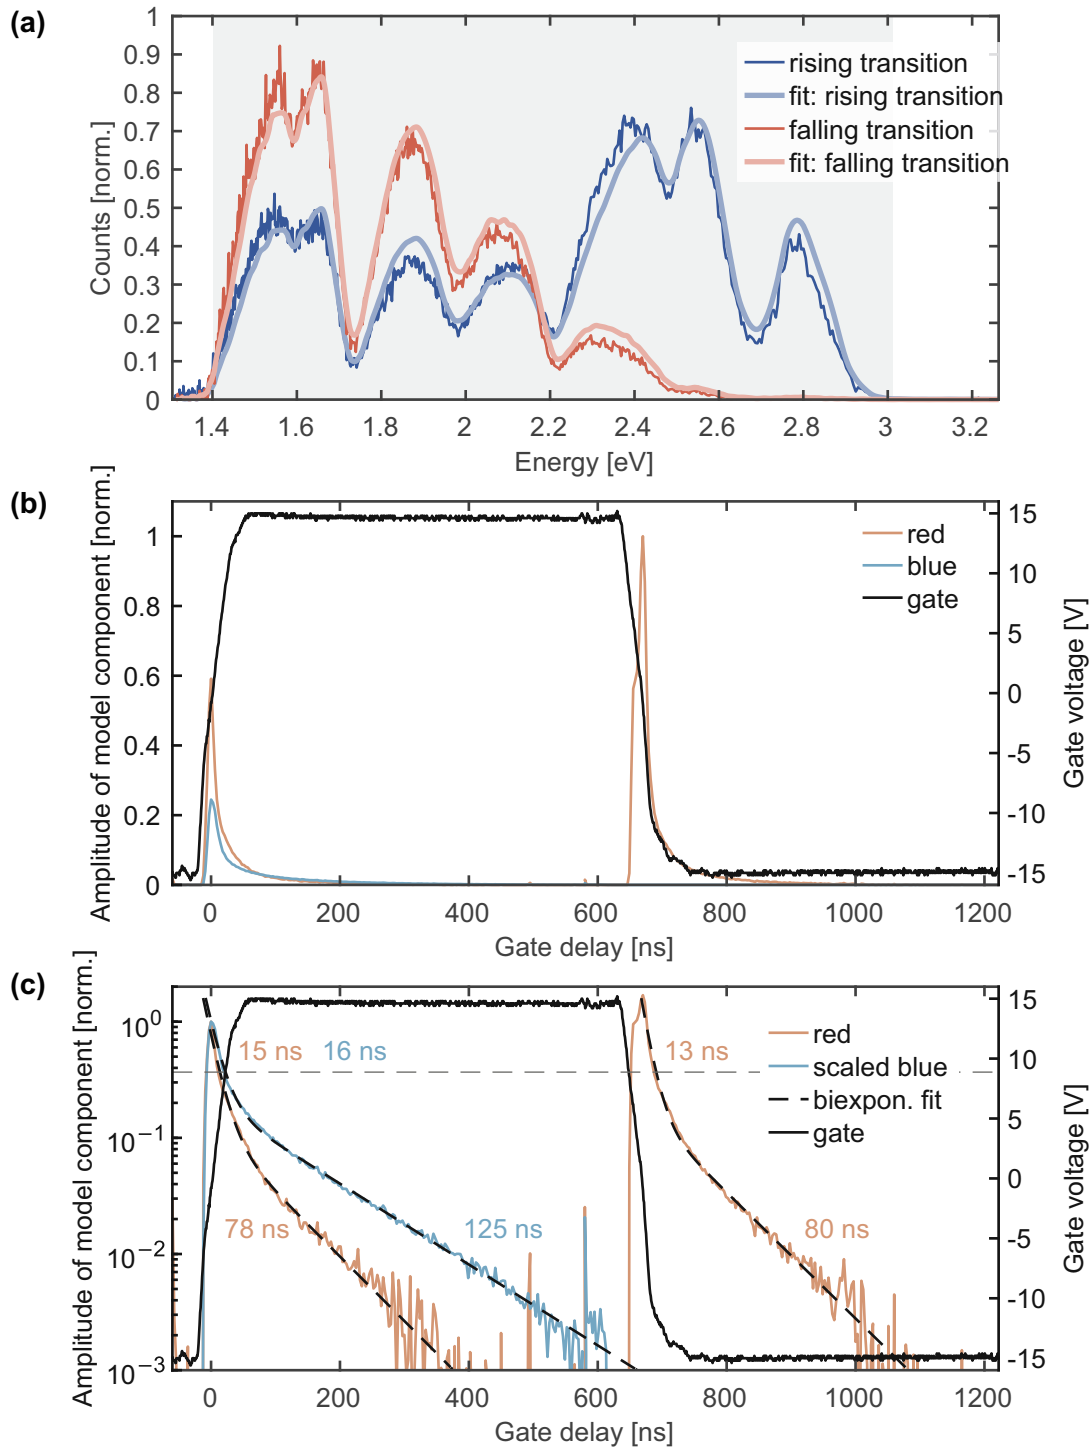 (a)
1
0.9
0.8
0.7
0.6
0.5
0.4
0.3
0.2
0.1
0
Counts [norm.]
rising transition
fit: rising transition
falling transition
fit: falling transition
1.4 1.6 1.8 2 2.2 2.4 2.6 2.8 3 3.2
Energy [eV]
(b)
Amplitude of model component [norm.]
1
0.8
0.6
0.4
0.2
0
red
blue
gate
15
10
5
0
-5
-10
-15
Gate voltage [V]
0 200 400 600 800 1000 1200
Gate delay [ns]
(c)
Amplitude of model component [norm.]
10^0
10^-1
10^-2
10^-3
15 ns 16 ns 13 ns
78 ns 125 ns 80 ns
red
scaled blue
biexpon. fit
gate
15
10
5
0
-5
-10
-15
Gate voltage [V]
0 200 400 600 800 1000 1200
Gate delay [ns]